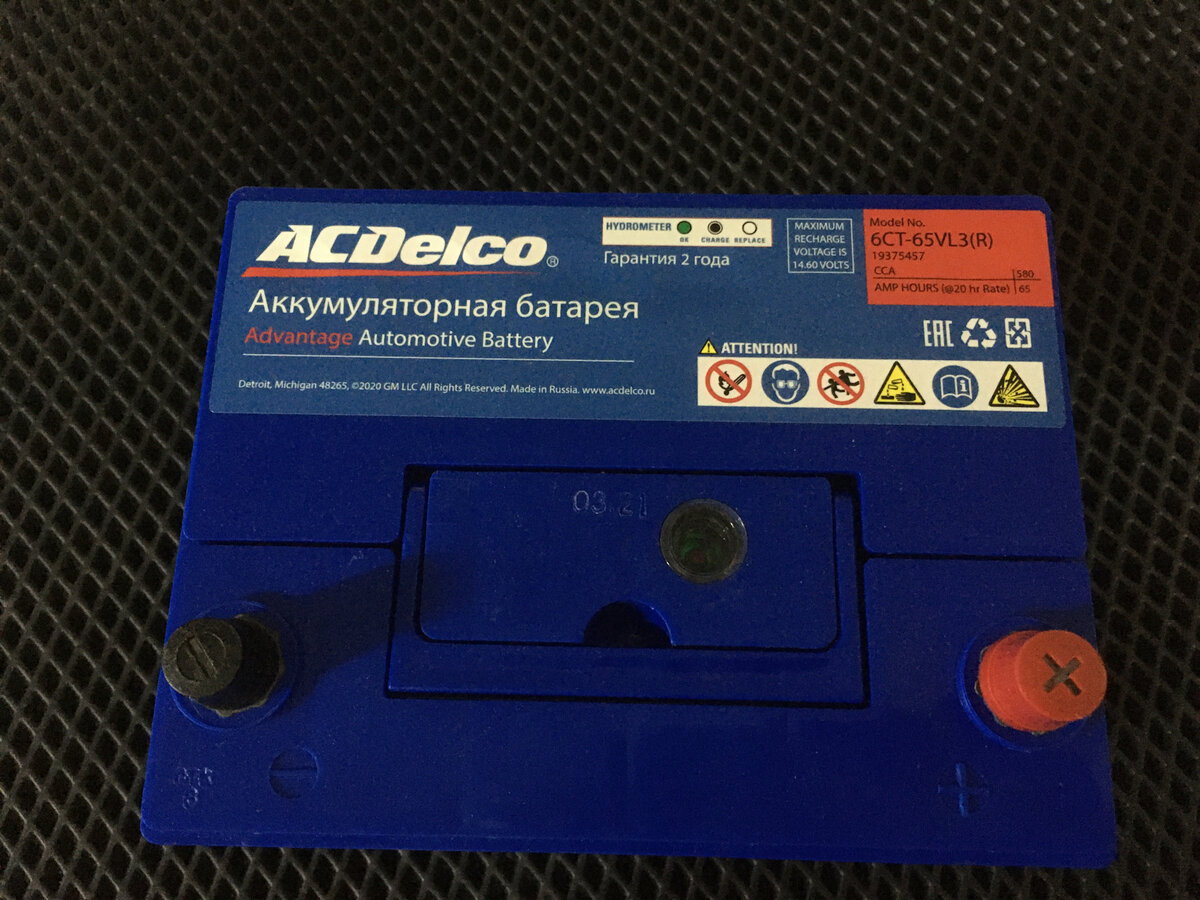 ACDelco®
Аккумуляторная батарея
Advantage Automotive Battery
Detroit, Michigan 48265, ©2020 GM LLC All Rights Reserved. Made in Russia. www.acdelco.ru
HYDROMETER
OK CHARGE REPLACE
Гарантия 2 года
MAXIMUM
RECHARGE
VOLTAGE IS
14.60 VOLTS
Model No.
6CT-65VL3(R)
19375457
CCA 580
AMP HOURS (@20 hr Rate) 65
EAC
ATTENTION!
03.21